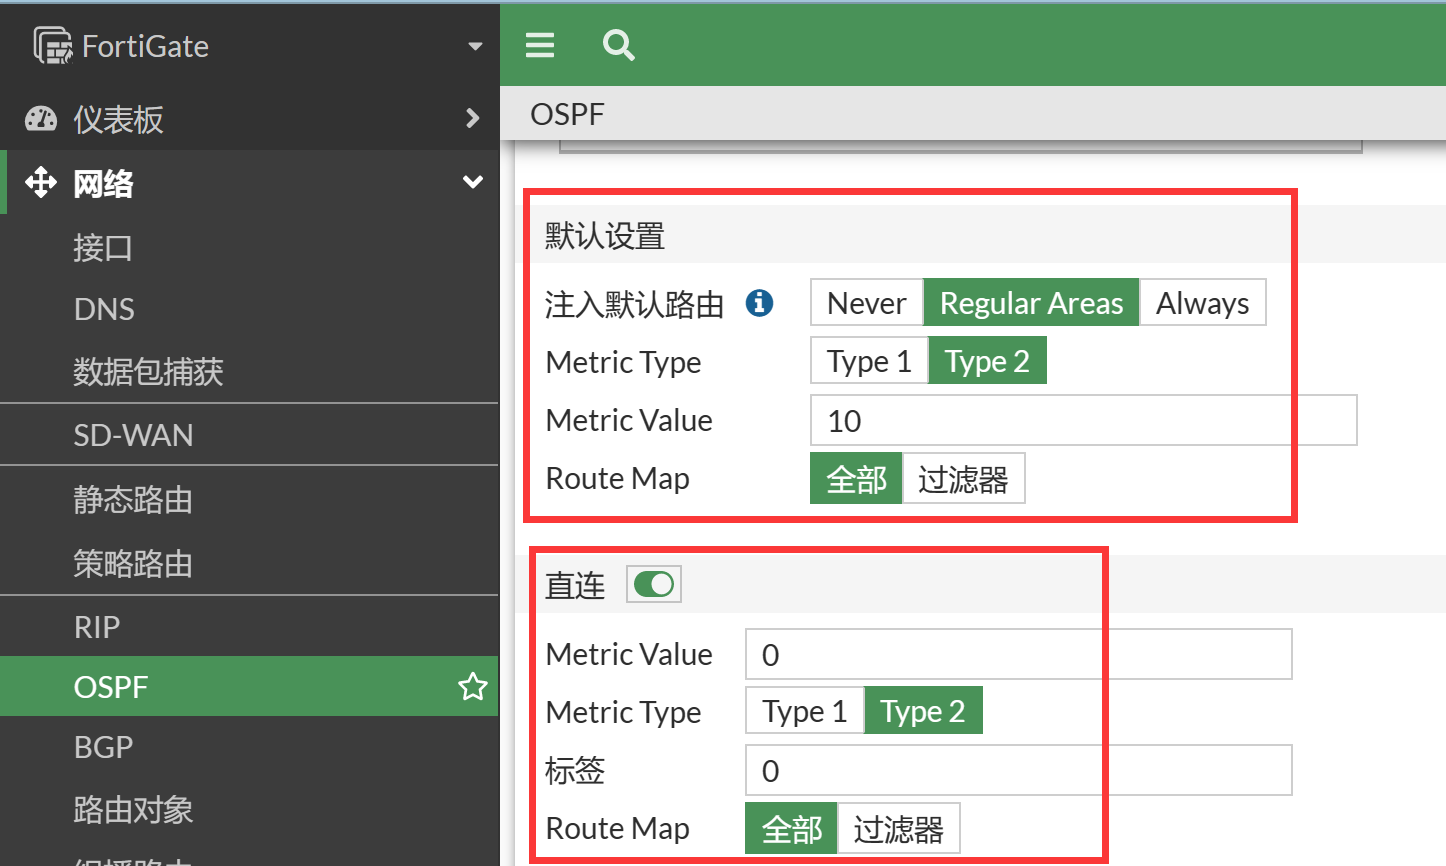 FortiGate
仪表板
网络
接口
DNS
数据包捕获
SD-WAN
静态路由
策略路由
RIP
OSPF
BGP
路由对象
OSPF
默认设置
注入默认路由 Never Regular Areas Always
Metric Type Type 1 Type 2
Metric Value 10
Route Map 全部 过滤器
直连
Metric Value 0
Metric Type Type 1 Type 2
标签 0
Route Map 全部 过滤器